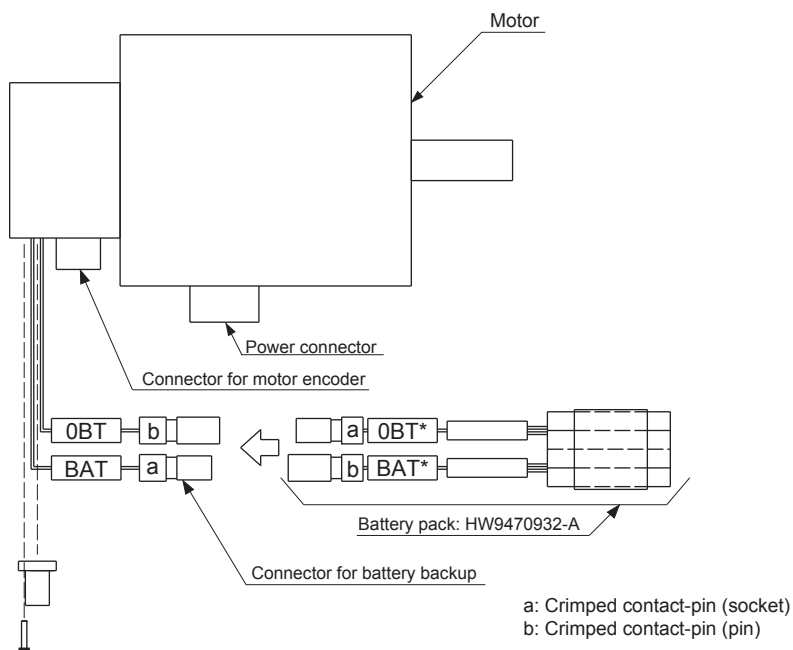 Motor
Power connector
Connector for motor encoder
0BT b a 0BT*
BAT a b BAT*
Battery pack: HW9470932-A
Connector for battery backup
a: Crimped contact-pin (socket)
b: Crimped contact-pin (pin)